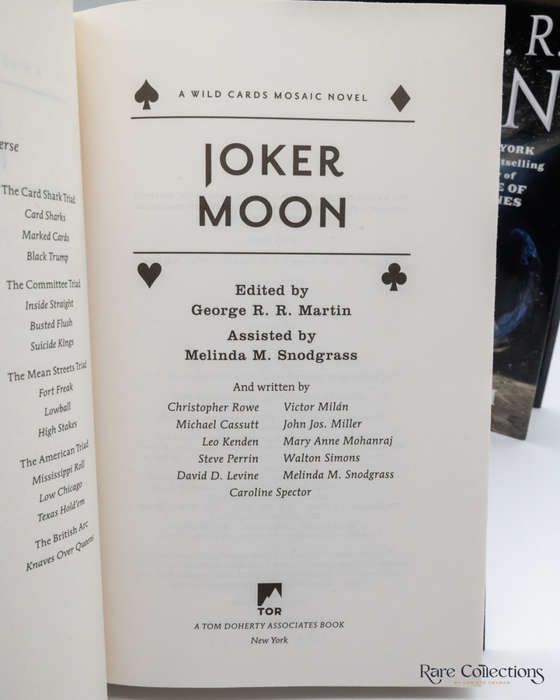 erse
The Card Shark Triad
Card Sharks
Marked Cards
Black Trump
The Committee Triad
Inside Straight
Busted Flush
Suicide Kings
The Mean Streets Triad
Fort Freak
Lowball
High Stakes
The American Triad
Mississippi Roll
Low Chicago
Texas Hold'em
The British Arc
Knaves Over Queens
A WILD CARDS MOSAIC NOVEL
JOKER
MOON
Edited by
George R. R. Martin
Assisted by
Melinda M. Snodgrass
And written by
Christopher Rowe Victor Milán
Michael Cassutt John Jos. Miller
Leo Kenden Mary Anne Mohanraj
Steve Perrin Walton Simons
David D. Levine Melinda M. Snodgrass
Caroline Spector
TOR
A TOM DOHERTY ASSOCIATES BOOK
New York
. R.
N
YORK
stselling
y of
E OF
NES
Rare Collections